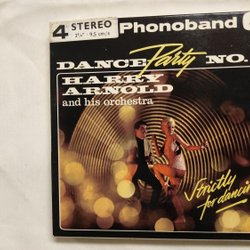 4 STEREO
3¾" - 9,5 cm/s
Phonoband
DANCE Party NO.
HARRY
ARNOLD
and his orchestra
Strictly
for dancin